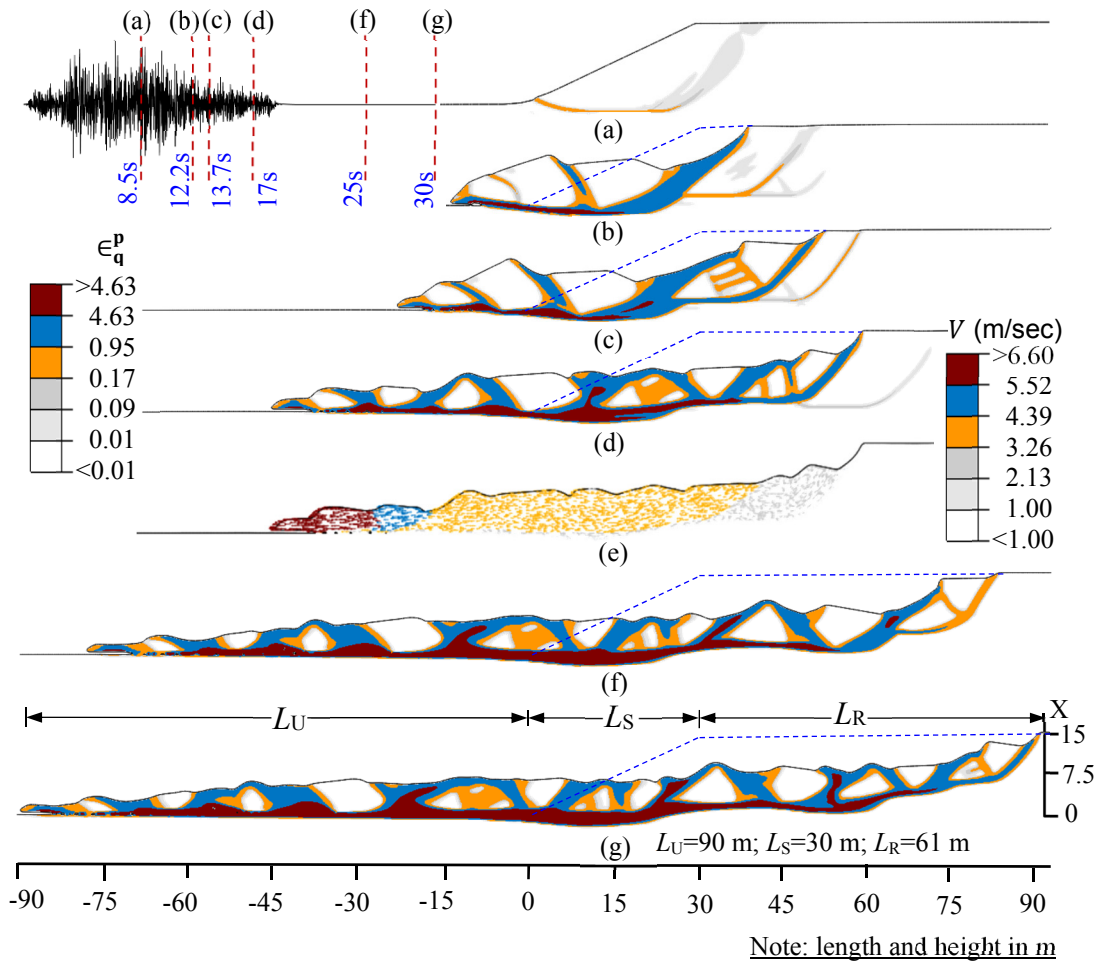 (a) (b) (c) (d) (f) (g)
8.5s 12.2s 13.7s 17s 25s 30s
(a)
(b)
∈ᵖq
>4.63
4.63
0.95
0.17
0.09
0.01
<0.01
(c)
V (m/sec)
>6.60
5.52
4.39
3.26
2.13
1.00
<1.00
(d)
(e)
(f)
LU LS LR X
15
7.5
0
(g) LU=90 m; LS=30 m; LR=61 m
-90 -75 -60 -45 -30 -15 0 15 30 45 60 75 90
Note: length and height in m